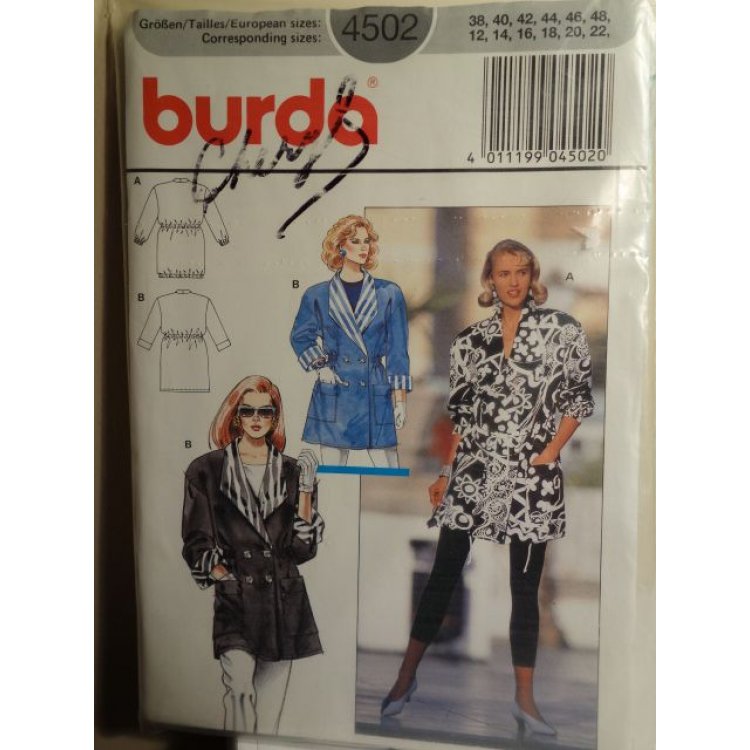 Größen/Tailles/European sizes:
Corresponding sizes:
4502
38, 40, 42, 44, 46, 48,
12, 14, 16, 18, 20, 22,
burda®
Cheryl B
4 011199 045020
A
B
B
A
B